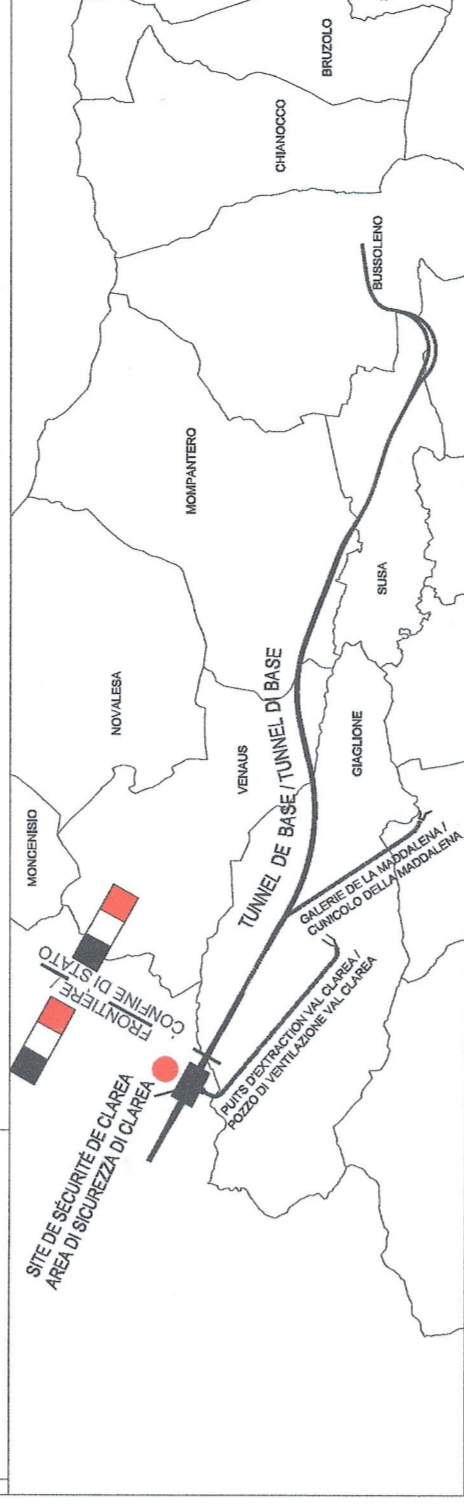 SITE DE SÉCURITÉ DE CLAREA
AREA DI SICUREZZA DI CLAREA
FRONTIERE /
CONFINE DI STATO
MONCENISIO
NOVALESA
VENAUS
MOMPANTERO
TUNNEL DE BASE / TUNNEL DI BASE
PUITS D'EXTRACTION VAL CLAREA /
POZZO DI VENTILAZIONE VAL CLAREA
GALERIE DE LA MADDALENA /
CUNICOLO DELLA MADDALENA
GIAGLIONE
SUSA
BUSSOLENO
CHIANOCCO
BRUZOLO